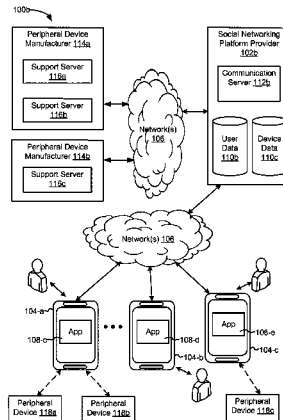 100b
Peripheral Device
Manufacturer 114a
Support Server
116a
Support Server
116b
Peripheral Device
Manufacturer 114b
Support Server
116c
Network(s)
106
Social Networking
Platform Provider
102b
Communication
Server 112b
User
Data
110b
Device
Data
110c
Network(s) 106
104-a
App
108-c
App
108-d
104-b
App
108-e
104-c
Peripheral
Device 118a
Peripheral
Device 118b
Peripheral
Device 118c